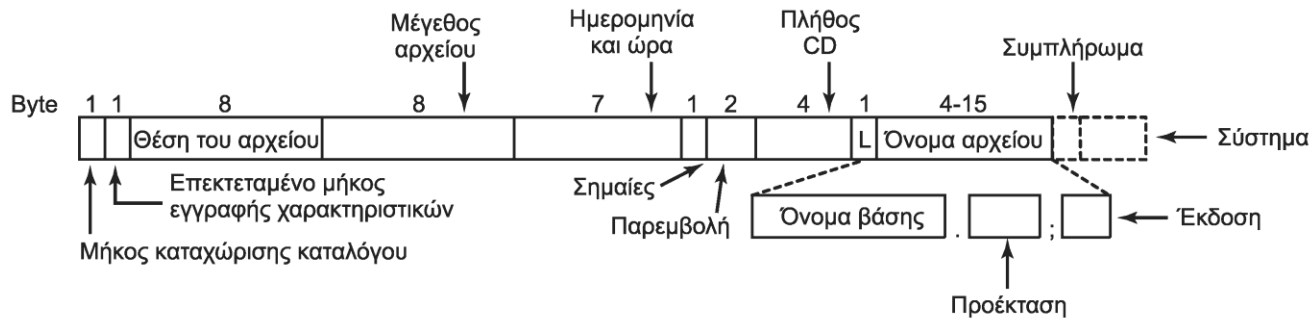 Μέγεθος
αρχείου
Ημερομηνία
και ώρα
Πλήθος
CD
Συμπλήρωμα
Byte 1 1 8 8 7 1 2 4 1 4-15
Θέση του αρχείου L Όνομα αρχείου
Σύστημα
Επεκτεταμένο μήκος
εγγραφής χαρακτηριστικών
Μήκος καταχώρισης καταλόγου
Σημαίες
Παρεμβολή
Όνομα βάσης . ;
Έκδοση
Προέκταση